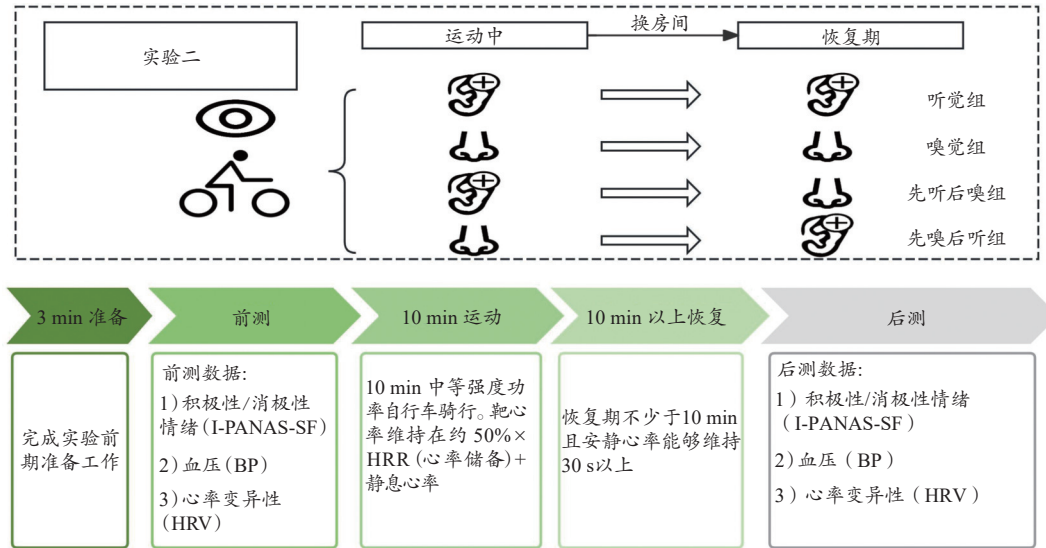 实验二
运动中
换房间
恢复期
听觉组
嗅觉组
先听后嗅组
先嗅后听组
3 min 准备
前测
10 min 运动
10 min 以上恢复
后测
完成实验前
期准备工作
前测数据:
1)积极性/消极性
情绪(I-PANAS-SF)
2)血压(BP)
3)心率变异性
(HRV)
10 min 中等强度功
率自行车骑行。靶心
率维持在约 50%×
HRR (心率储备)+
静息心率
恢复期不少于10 min
且安静心率能够维持
30 s以上
后测数据:
1) 积极性/消极性情绪
(I-PANAS-SF)
2) 血压 ( BP)
3) 心率变异性 ( HRV)